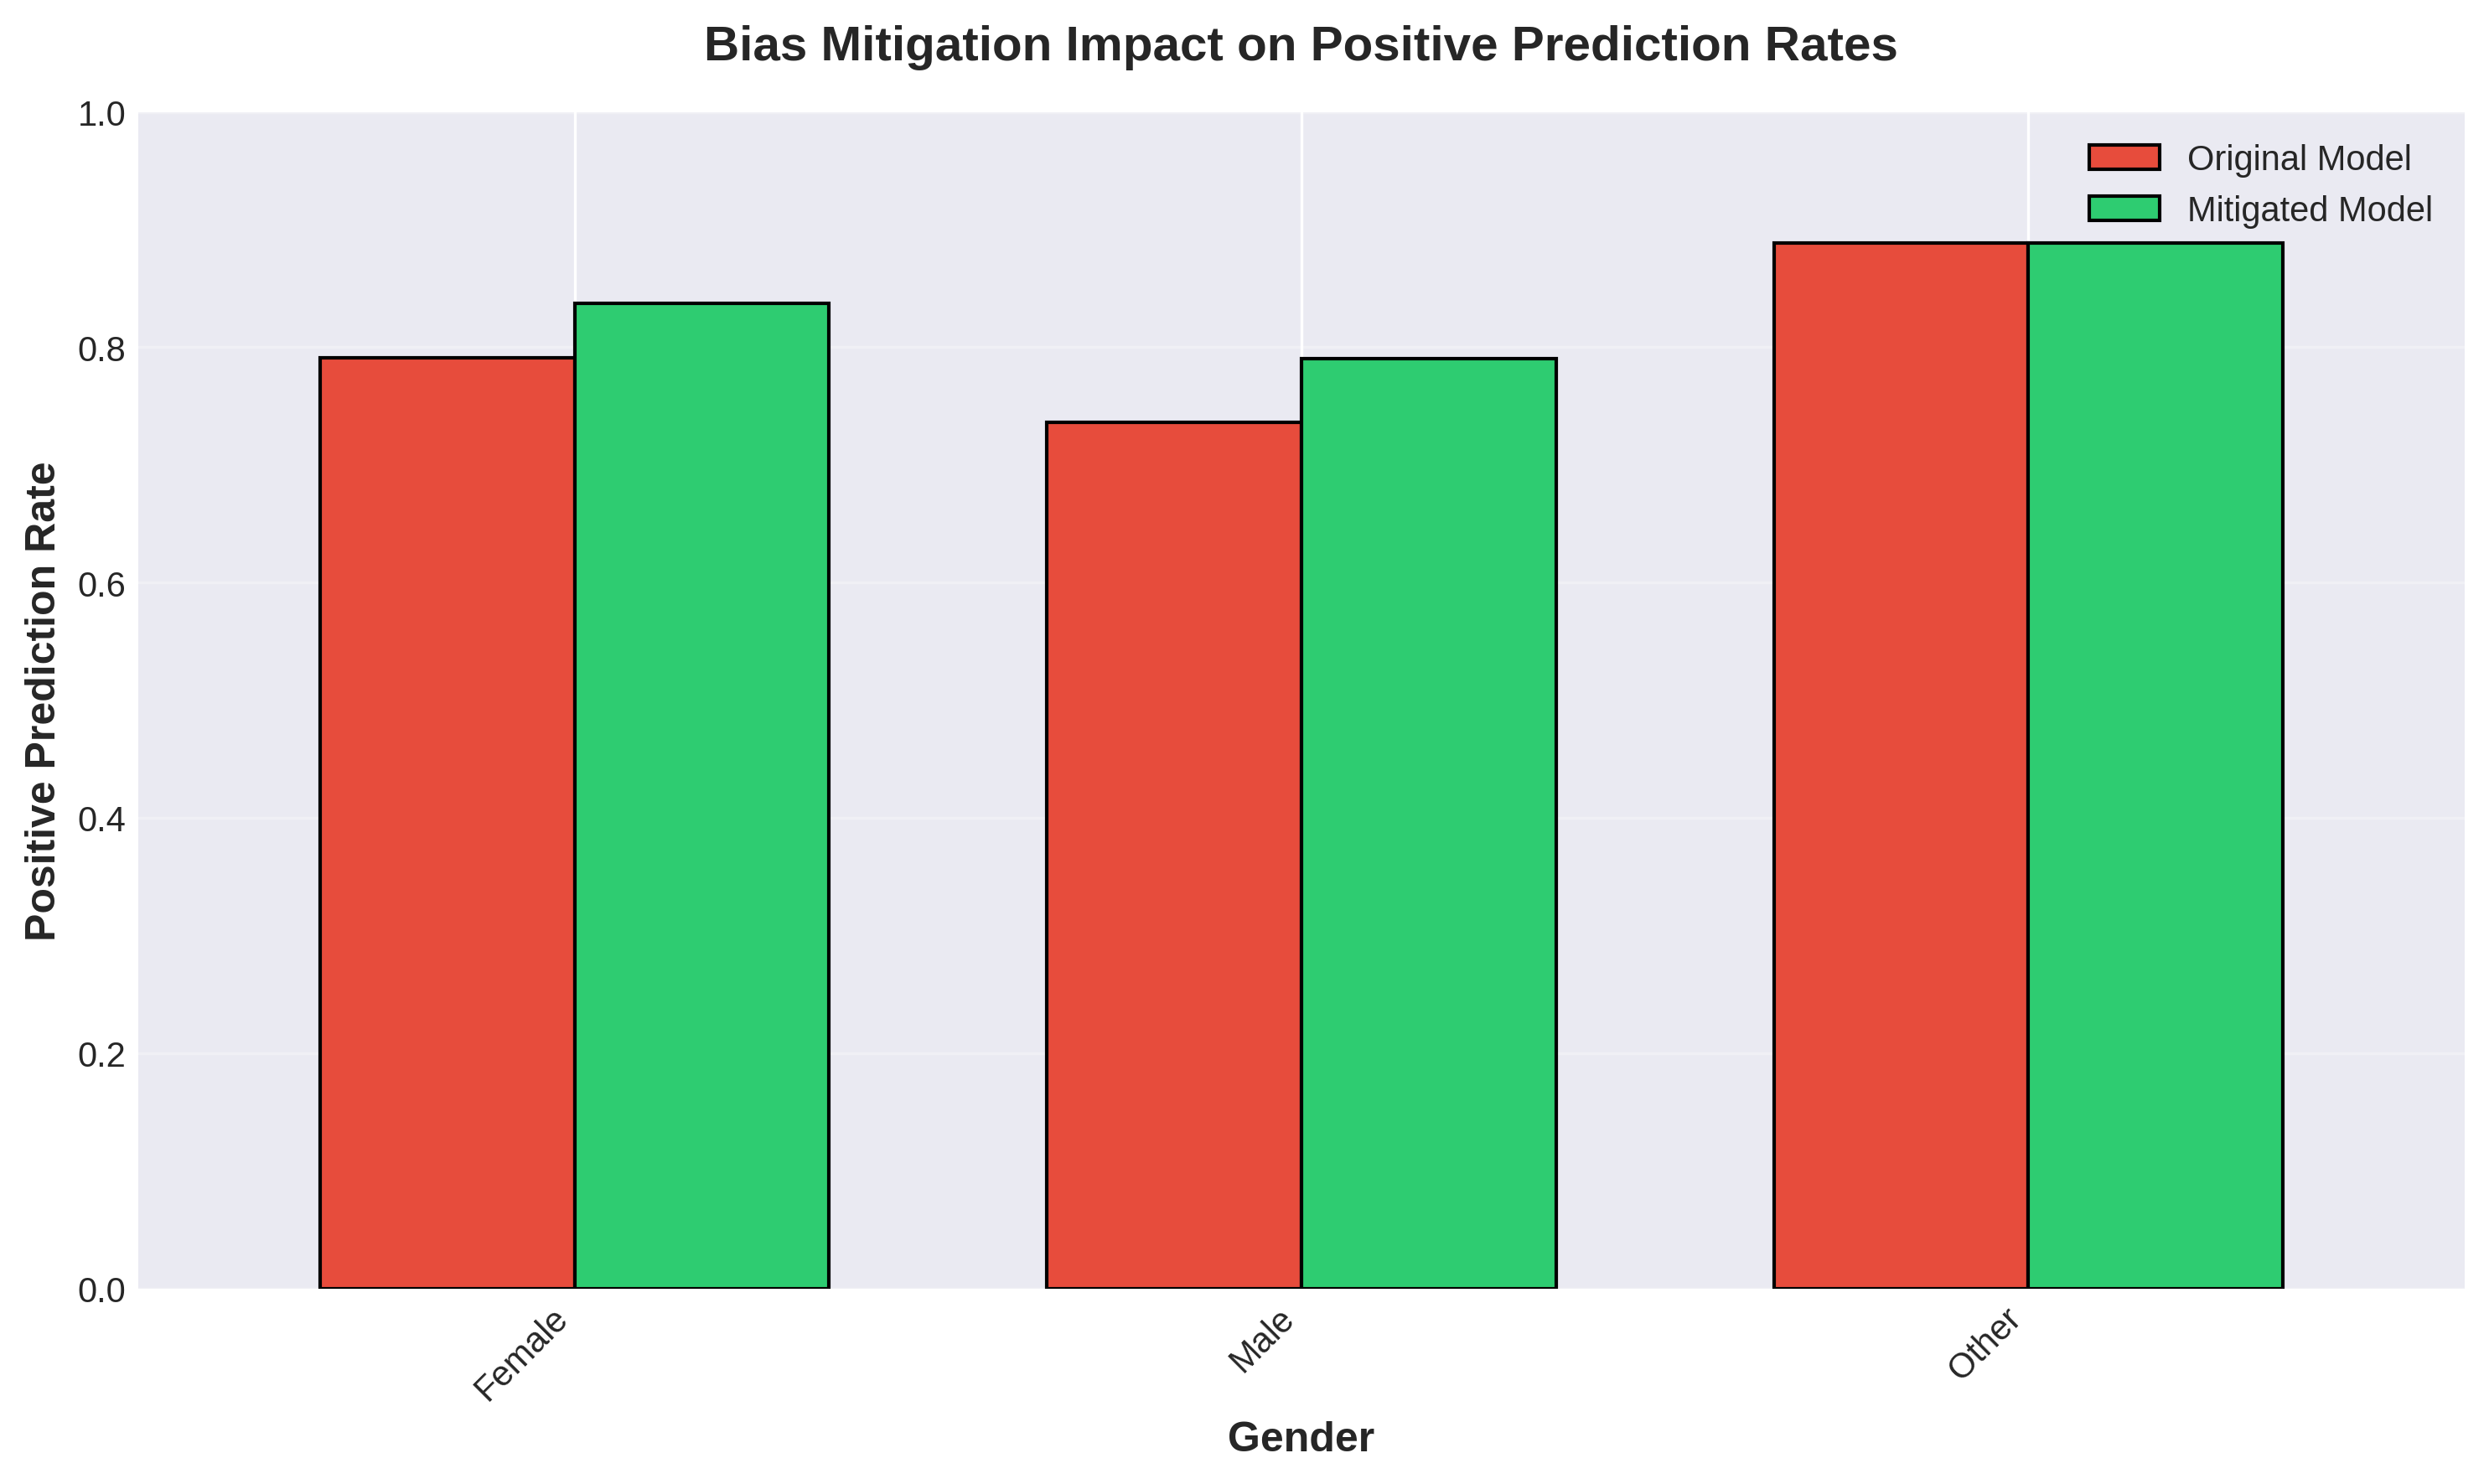 Bias Mitigation Impact on Positive Prediction Rates
Original Model
Mitigated Model
Positive Prediction Rate
1.0
0.8
0.6
0.4
0.2
0.0
Female
Male
Other
Gender